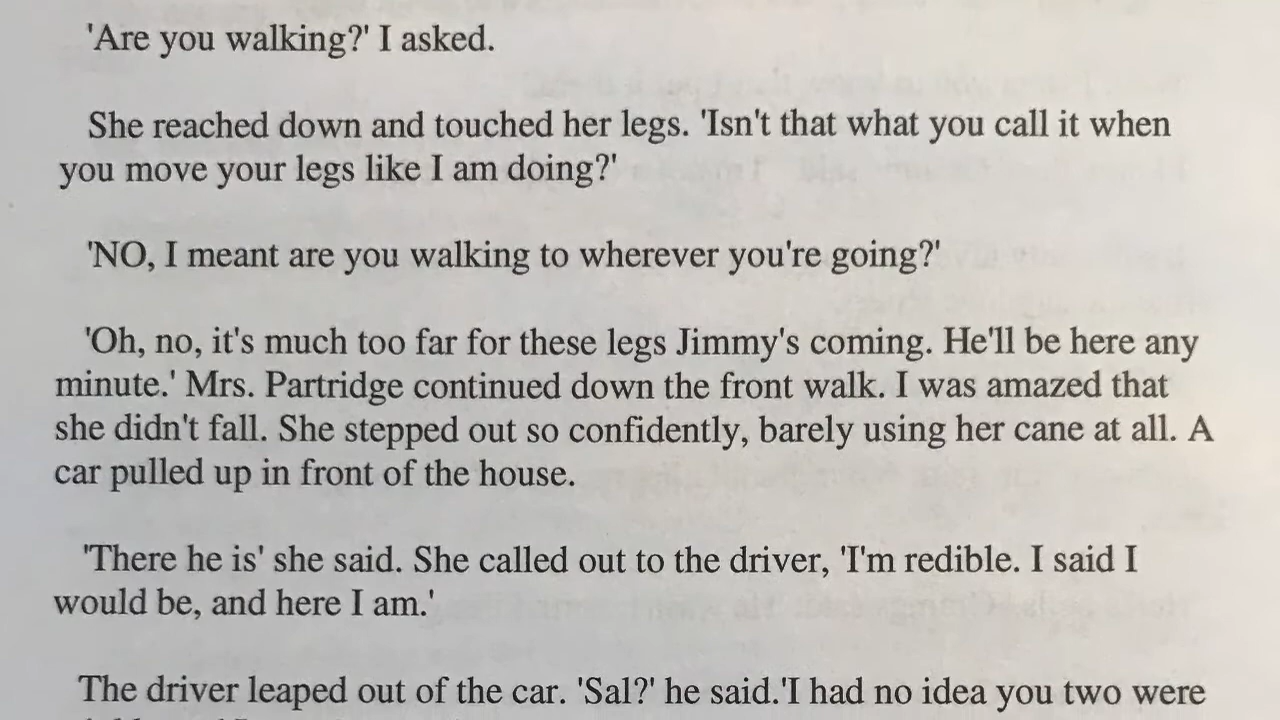 'Are you walking?' I asked.
She reached down and touched her legs. 'Isn't that what you call it when
you move your legs like I am doing?'
'NO, I meant are you walking to wherever you're going?'
'Oh, no, it's much too far for these legs Jimmy's coming. He'll be here any
minute.' Mrs. Partridge continued down the front walk. I was amazed that
she didn't fall. She stepped out so confidently, barely using her cane at all. A
car pulled up in front of the house.
'There he is' she said. She called out to the driver, 'I'm redible. I said I
would be, and here I am.'
The driver leaped out of the car. 'Sal?' he said.'I had no idea you two were